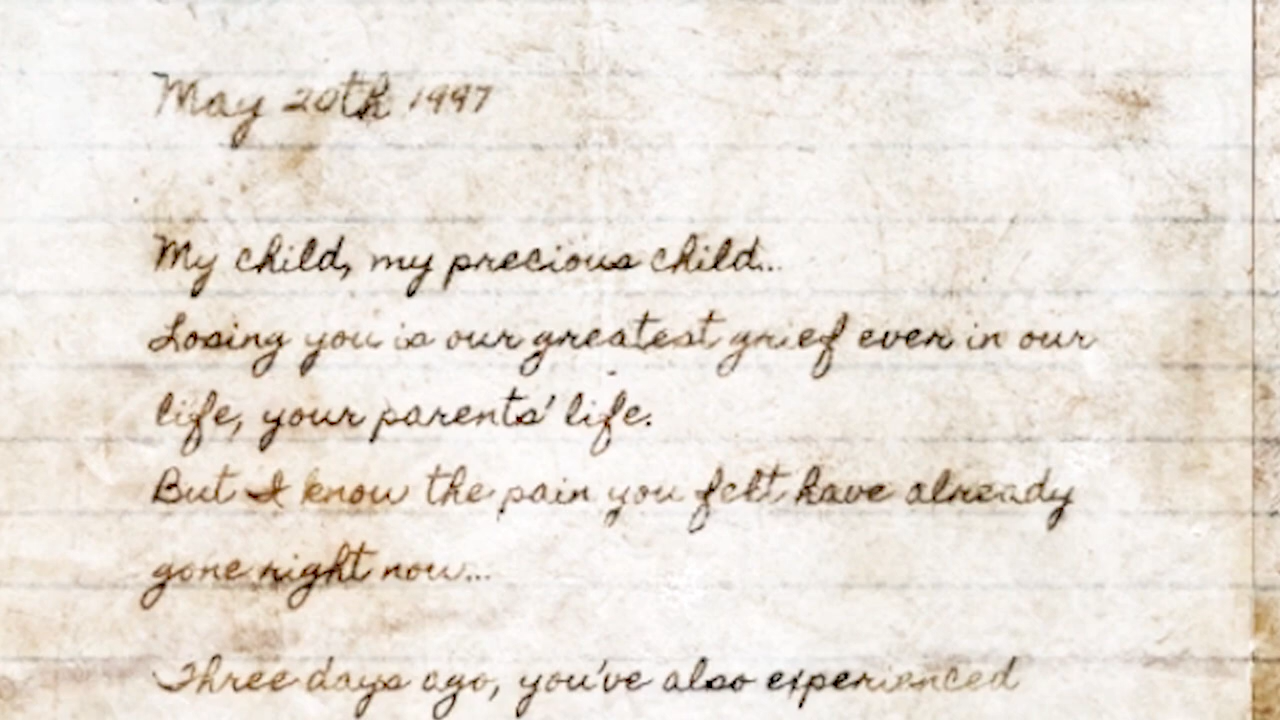 May 20th 1997
My child, my precious child...
Losing you is our greatest grief ever in our
life, your parents' life.
But I know the pain you felt have already
gone right now...
Three days ago, you've also experienced